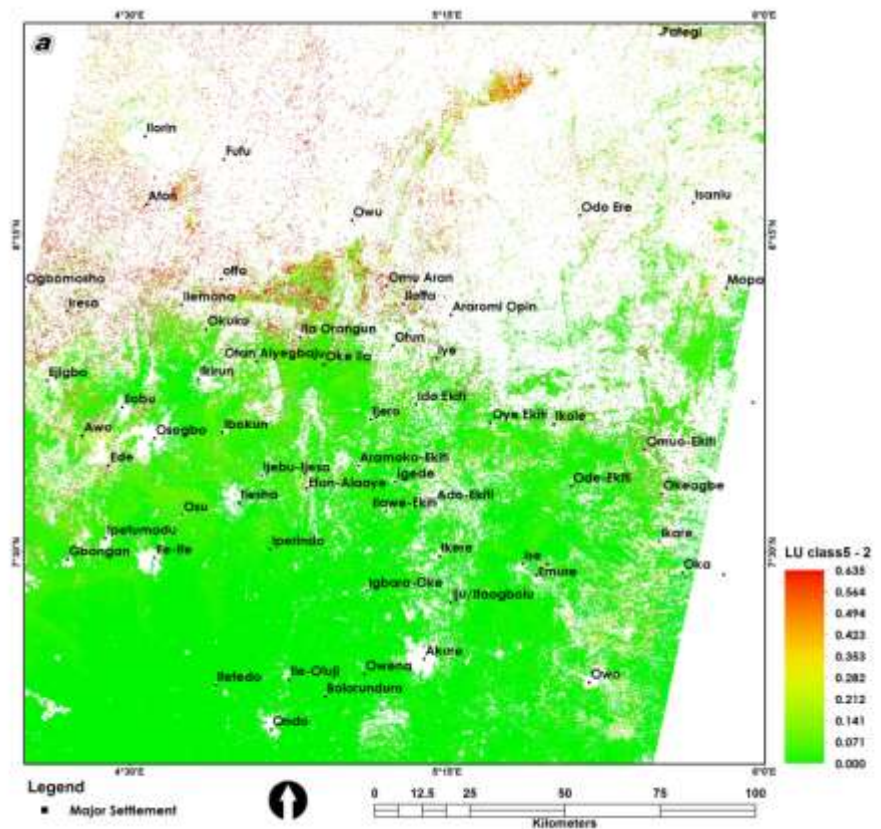 4°30'E 5°15'E 6°0'E
a
Pategi
Ilorin
Fufu
Afon
Isanlu
Owu
Odo Ere
8°15'N 8°15'N
offa
Ogbomosho
Omu Aran
Mopa
Iresa
Ilemona
Iloffa
Araromi Opin
Okuku
Ila Orangun
Otun
Otan Aiyegbaju
Oke Ila
Iye
Ejigbo
Ikirun
Ilobu
Ido Ekiti
Ijero
Oye Ekiti
Ikole
Awo
Osogbo
Ibokun
Omuo-Ekiti
Ede
Aramoko-Ekiti
Ijebu-Ijesa
Igede
Efon-Alaaye
Ode-Ekiti
Okeagbe
Ilesha
Ilawe-Ekiti
Ado-Ekiti
Osu
Ipetumodu
Ikare
Gbongan
Ife-Ife
Iperindo
Ikere
Ise
7°30'N 7°30'N
Emure
Oka
LU class5 - 2
Igbara-Oke
Iju/Itaogbolu
0.635
0.564
0.494
0.423
0.353
0.282
0.212
0.141
0.071
0.000
Akure
Owena
Ile-Oluji
Owo
Ifetedo
Bolorunduro
Ondo
4°30'E 5°15'E 6°0'E
Legend
Major Settlement
0 12.5 25 50 75 100
Kilometers